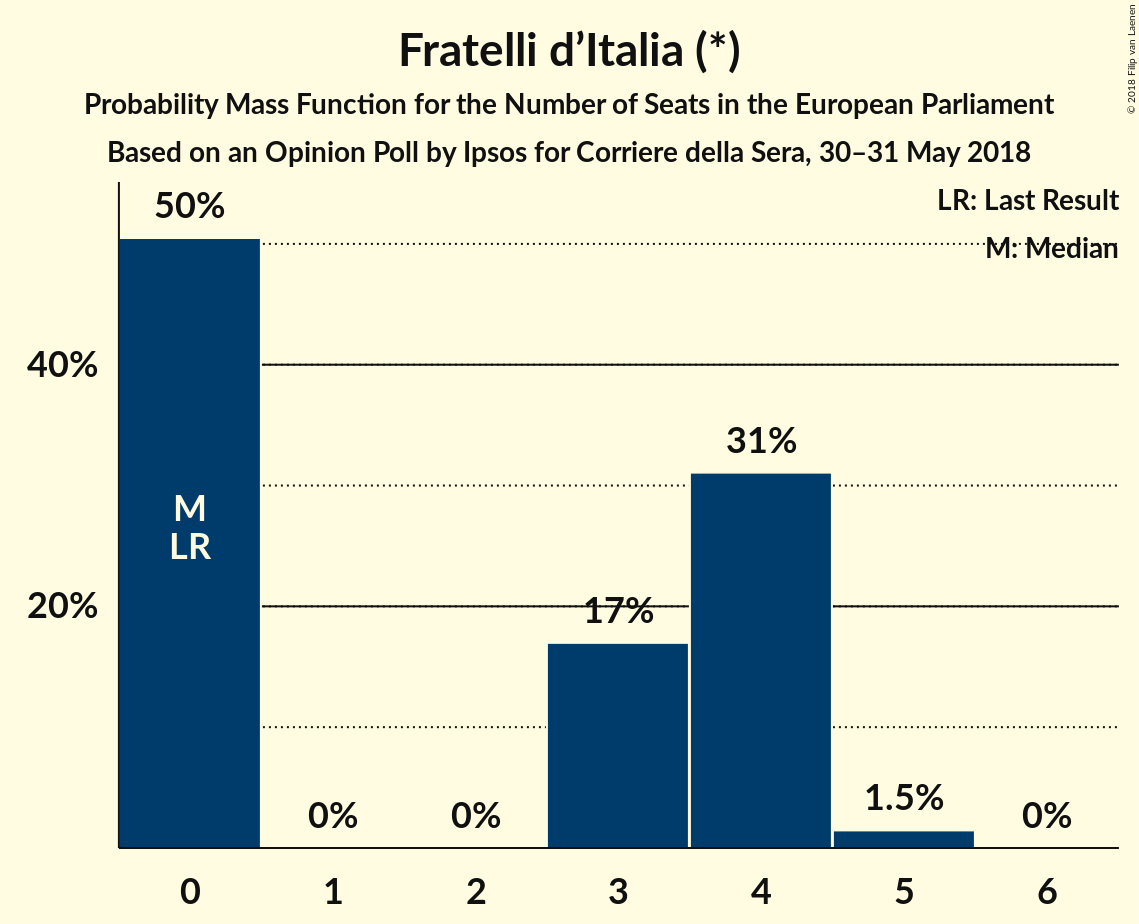 Fratelli d’Italia (*)
Probability Mass Function for the Number of Seats in the European Parliament
Based on an Opinion Poll by Ipsos for Corriere della Sera, 30–31 May 2018
© 2018 Filip van Laenen
LR: Last Result
M: Median
50%
40%
31%
M
LR
20%
17%
1.5%
0%
0%
0%
0 1 2 3 4 5 6